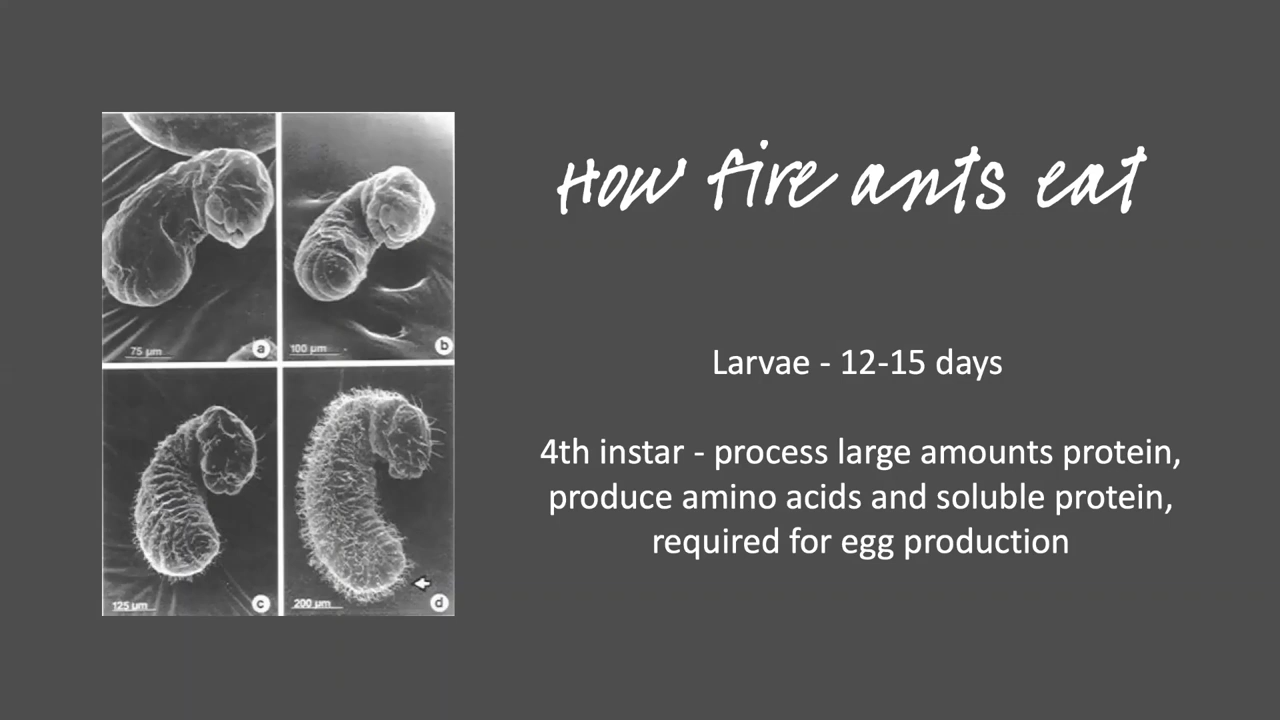 How fire ants eat
75 µm
a
100 µm
b
125 µm
c
200 µm
d
Larvae - 12-15 days
4th instar - process large amounts protein,
produce amino acids and soluble protein,
required for egg production